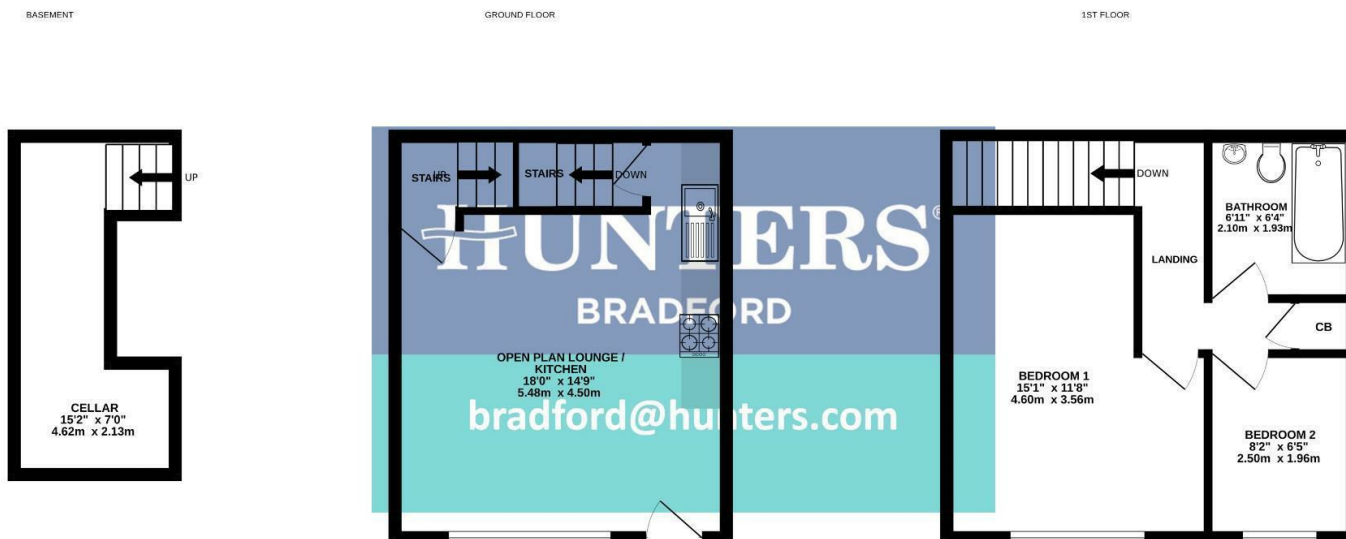 BASEMENT
GROUND FLOOR
1ST FLOOR
UP
CELLAR
15'2" x 7'0"
4.62m x 2.13m
STAIRS
UP
STAIRS
DOWN
HUNTERS®
BRADFORD
OPEN PLAN LOUNGE /
KITCHEN
18'0" x 14'9"
5.48m x 4.50m
bradford@hunters.com
DOWN
BATHROOM
6'11" x 6'4"
2.10m x 1.93m
LANDING
CB
BEDROOM 1
15'1" x 11'8"
4.60m x 3.56m
BEDROOM 2
8'2" x 6'5"
2.50m x 1.96m